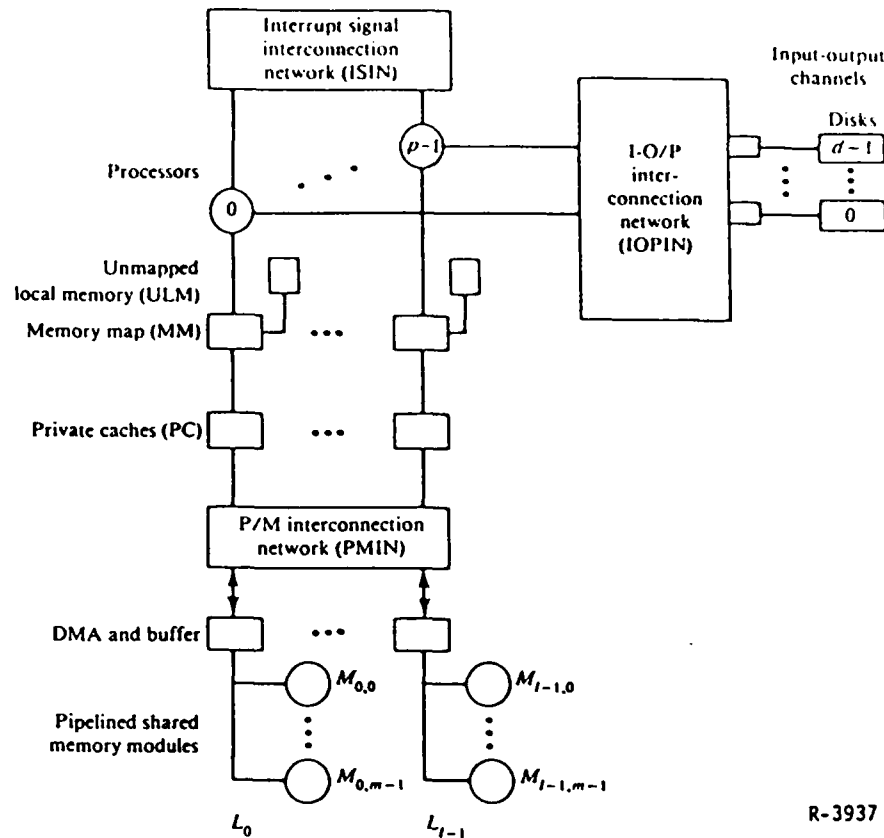 Interrupt signal
interconnection
network (ISIN)
Input-output
channels
Disks
p−1
d−1
I-O/P
inter-
connection
network
(IOPIN)
Processors
0
0
Unmapped
local memory (ULM)
Memory map (MM)
Private caches (PC)
P/M interconnection
network (PMIN)
DMA and buffer
M0,0
Ml−1,0
Pipelined shared
memory modules
M0,m−1
Ml−1,m−1
L0
Ll−1
R-3937